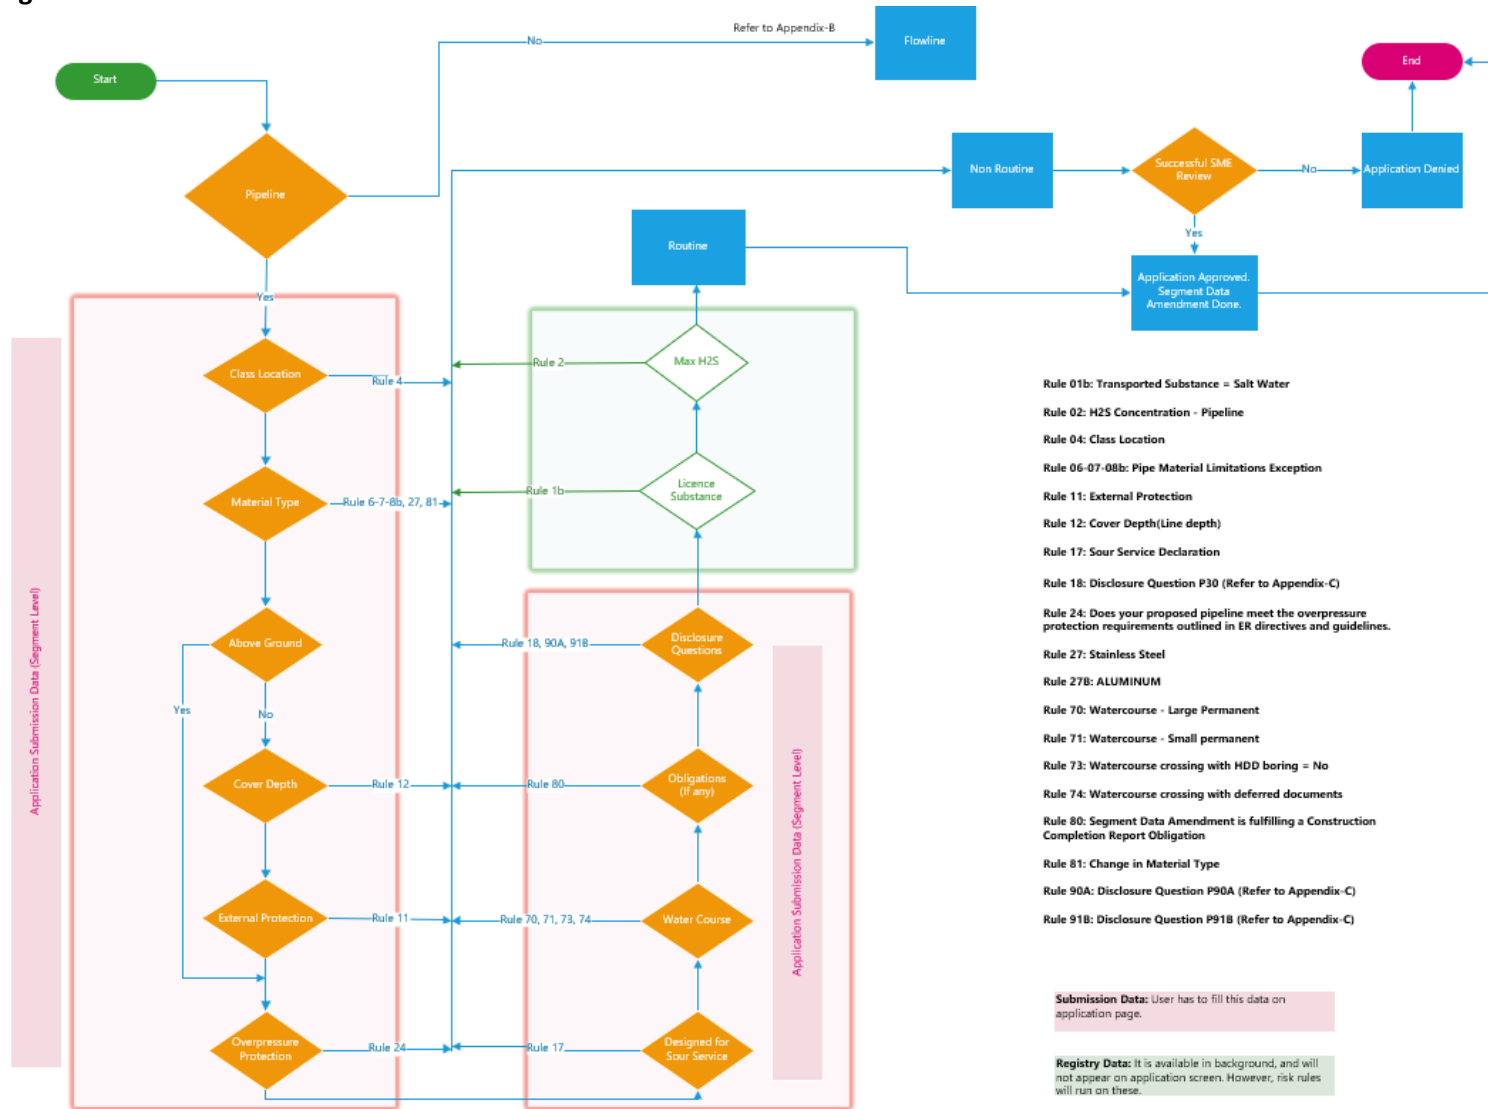 Refer to Appendix-B
No
Flowline
Start
End
Pipeline
Non Routine
Successful SME
Review
No
Application Denied
Yes
Routine
Application Approved.
Segment Data
Amendment Done.
Yes
Class Location
Rule 4
Rule 2
Max H2S
Material Type
Rule 6-7-8b, 27, 81
Rule 1b
Licence
Substance
Application Submission Data (Segment Level)
Above Ground
Rule 18, 90A, 91B
Disclosure
Questions
Yes
No
Cover Depth
Rule 12
Rule 80
Obligations
(If any)
Application Submission Data (Segment Level)
External Protection
Rule 11
Rule 70, 71, 73, 74
Water Course
Overpressure
Protection
Rule 24
Rule 17
Designed for
Sour Service
Rule 01b: Transported Substance = Salt Water
Rule 02: H2S Concentration - Pipeline
Rule 04: Class Location
Rule 06-07-08b: Pipe Material Limitations Exception
Rule 11: External Protection
Rule 12: Cover Depth(Line depth)
Rule 17: Sour Service Declaration
Rule 18: Disclosure Question P30 (Refer to Appendix-C)
Rule 24: Does your proposed pipeline meet the overpressure
protection requirements outlined in ER directives and guidelines.
Rule 27: Stainless Steel
Rule 27B: ALUMINUM
Rule 70: Watercourse - Large Permanent
Rule 71: Watercourse - Small permanent
Rule 73: Watercourse crossing with HDD boring = No
Rule 74: Watercourse crossing with deferred documents
Rule 80: Segment Data Amendment is fulfilling a Construction
Completion Report Obligation
Rule 81: Change in Material Type
Rule 90A: Disclosure Question P90A (Refer to Appendix-C)
Rule 91B: Disclosure Question P91B (Refer to Appendix-C)
Submission Data: User has to fill this data on
application page.
Registry Data: It is available in background, and will
not appear on application screen. However, risk rules
will run on these.